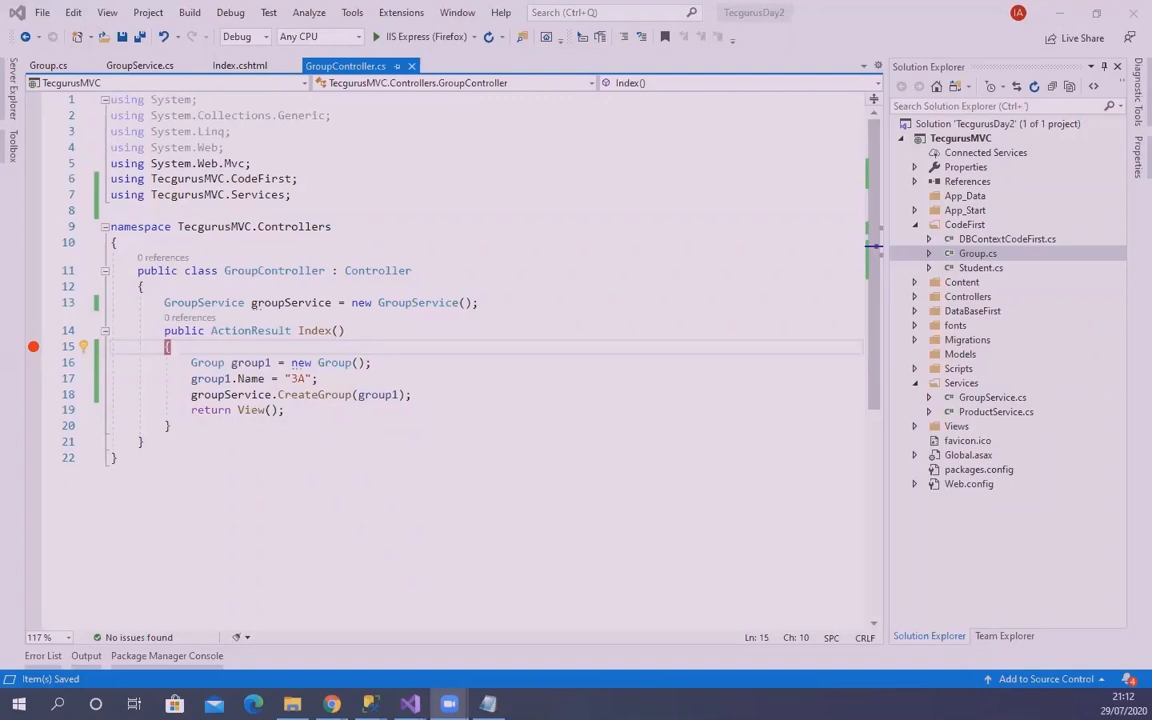 File Edit View Project Build Debug Test Analyze Tools Extensions Window Help Search (Ctrl+Q) TecgurusDay2 IA
Debug Any CPU IIS Express (Firefox) Live Share
Server Explorer
Toolbox
Group.cs GroupService.cs Index.cshtml GroupController.cs
TecgurusMVC TecgurusMVC.Controllers.GroupController Index()
1 using System;
2 using System.Collections.Generic;
3 using System.Linq;
4 using System.Web;
5 using System.Web.Mvc;
6 using TecgurusMVC.CodeFirst;
7 using TecgurusMVC.Services;
8
9 namespace TecgurusMVC.Controllers
10 {
0 references
11 public class GroupController : Controller
12 {
13 GroupService groupService = new GroupService();
0 references
14 public ActionResult Index()
15 {
16 Group group1 = new Group();
17 group1.Name = "3A";
18 groupService.CreateGroup(group1);
19 return View();
20 }
21 }
22 }
117 % No issues found Ln: 15 Ch: 10 SPC CRLF
Error List Output Package Manager Console
Solution Explorer
Search Solution Explorer (Ctrl+')
Solution 'TecgurusDay2' (1 of 1 project)
TecgurusMVC
Connected Services
Properties
References
App_Data
App_Start
CodeFirst
DBContextCodeFirst.cs
Group.cs
Student.cs
Content
Controllers
DataBaseFirst
fonts
Migrations
Models
Scripts
Services
GroupService.cs
ProductService.cs
Views
favicon.ico
Global.asax
packages.config
Web.config
Solution Explorer Team Explorer
Diagnostic Tools
Properties
Item(s) Saved Add to Source Control 4
21:12
29/07/2020